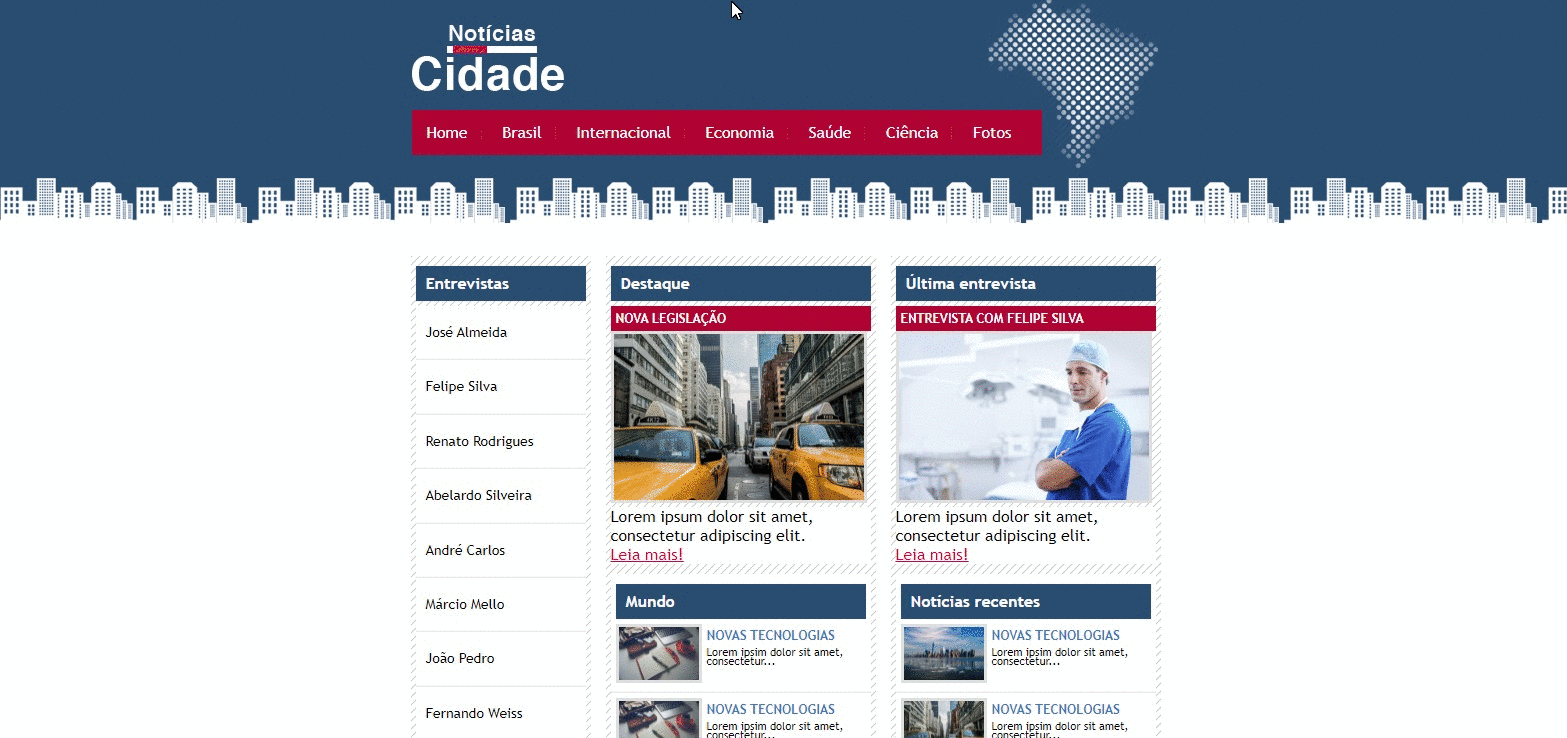 Notícias
Cidade
Home
Brasil
Internacional
Economia
Saúde
Ciência
Fotos
Entrevistas
José Almeida
Felipe Silva
Renato Rodrigues
Abelardo Silveira
André Carlos
Márcio Mello
João Pedro
Fernando Weiss
Destaque
NOVA LEGISLAÇÃO
Lorem ipsum dolor sit amet,
consectetur adipiscing elit.
Leia mais!
Mundo
NOVAS TECNOLOGIAS
Lorem ipsim dolor sit amet,
consectetur...
NOVAS TECNOLOGIAS
Lorem ipsim dolor sit amet,
consectetur...
Última entrevista
ENTREVISTA COM FELIPE SILVA
Lorem ipsum dolor sit amet,
consectetur adipiscing elit.
Leia mais!
Notícias recentes
NOVAS TECNOLOGIAS
Lorem ipsim dolor sit amet,
consectetur...
NOVAS TECNOLOGIAS
Lorem ipsim dolor sit amet,
consectetur...